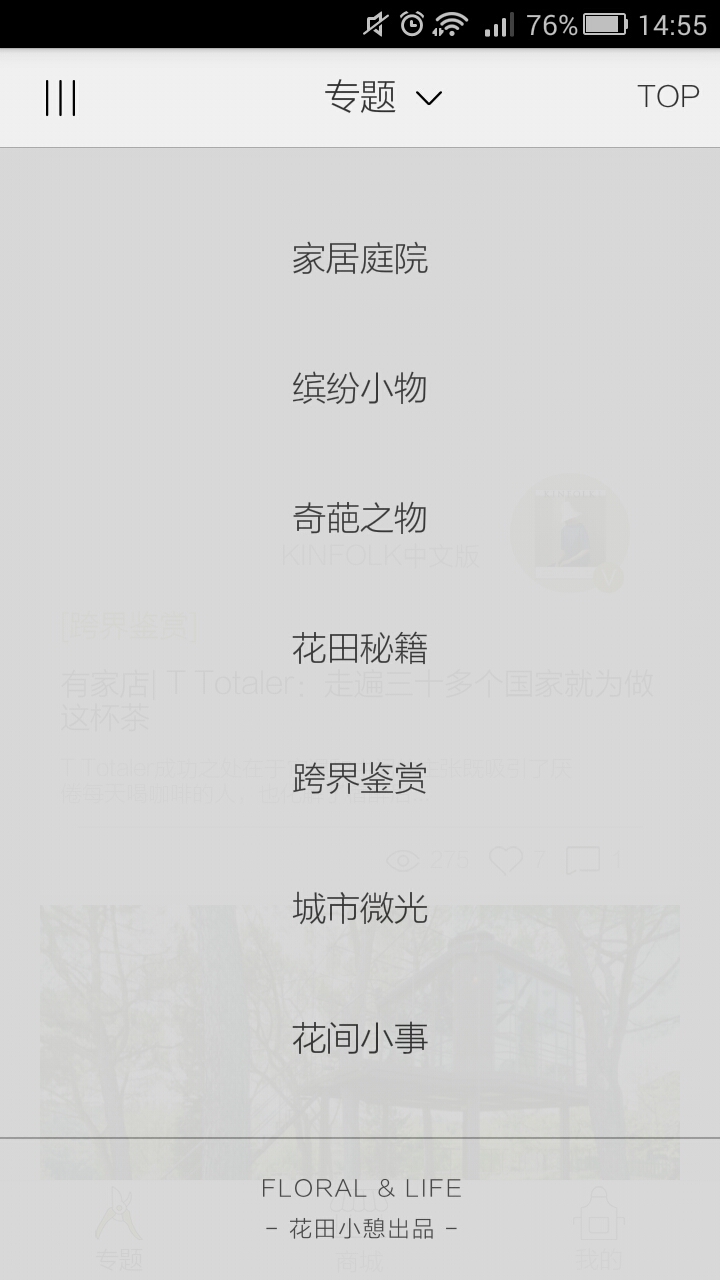 76% 14:55
专题 TOP
家居庭院
缤纷小物
奇葩之物
KINFOLK中文版
[跨界鉴赏]
花田秘籍
有家店| T Totaler：走遍三十多个国家就为做
这杯茶
跨界鉴赏
275 7 1
城市微光
花间小事
FLORAL & LIFE
- 花田小憩出品 -
专题 商城 我的